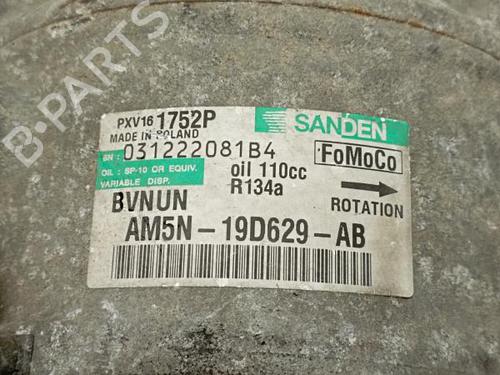 B-PARTS
PXV16 1752P
MADE IN POLAND
SN: 031222081B4
OIL : SP-10 OR EQUIV.
VARIABLE DISP.
SANDEN
FoMoCo
oil 110cc
R134a
ROTATION
BVNUN
AM5N-19D629-AB